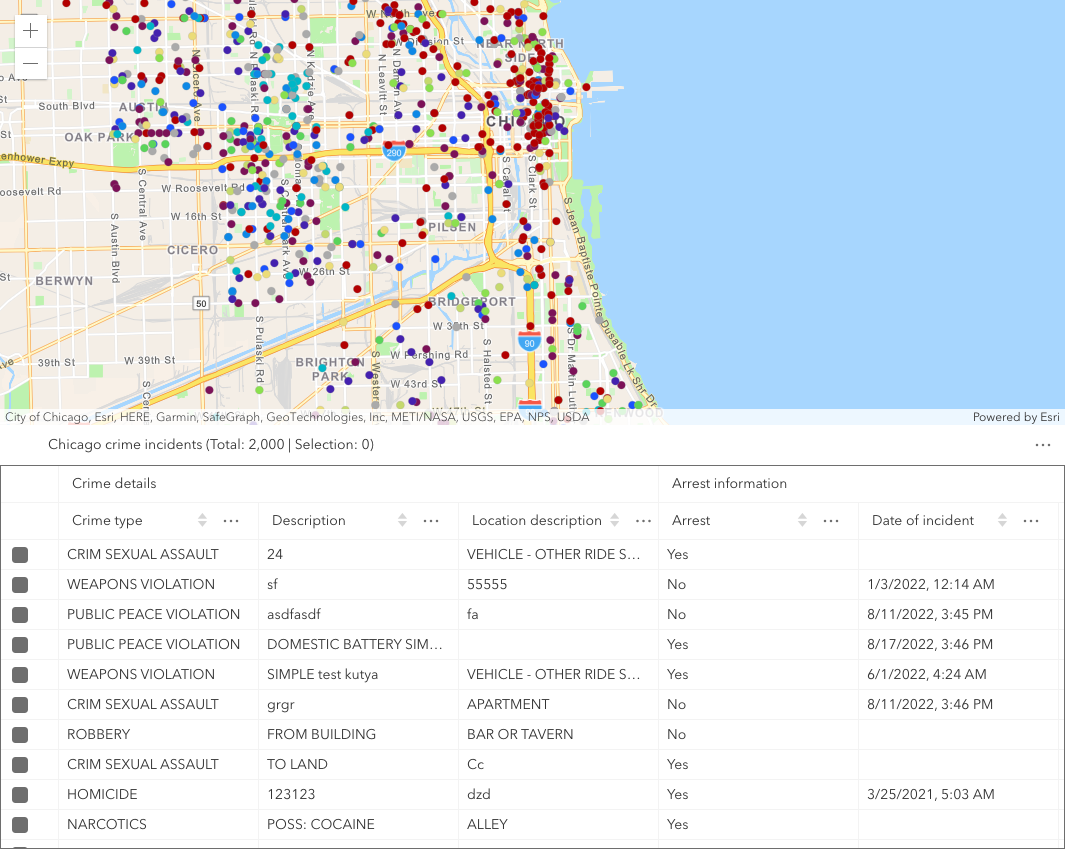 W North Ave
W Division St
NEAR NORTH
SIDE
N Pulaski Rd
N Kedzie Ave
N Leavitt St
South Blvd
AUSTIN
OAK PARK
CHICAGO
enhower Expy
290
oosevelt Rd
W Roosevelt Rd
S Central Ave
S Canal St
S Clark St
W 16th St
S Austin Blvd
PILSEN
CICERO
W 26th St
BERWYN
S Jean Baptiste Pointe Dusable Lk Shr Dr
50
BRIDGEPORT
S Pulaski Rd
90
39th St
W 39th St
W Pershing Rd
BRIGHTON
PARK
S Halsted St
W 43rd St
City of Chicago, Esri, HERE, Garmin, SafeGraph, GeoTechnologies, Inc, METI/NASA, USGS, EPA, NPS, USDA
Powered by Esri
Chicago crime incidents (Total: 2,000 | Selection: 0)
Crime details Arrest information
Crime type Description Location description Arrest Date of incident
CRIM SEXUAL ASSAULT 24 VEHICLE - OTHER RIDE S... Yes
WEAPONS VIOLATION sf 55555 No 1/3/2022, 12:14 AM
PUBLIC PEACE VIOLATION asdfasdf fa No 8/11/2022, 3:45 PM
PUBLIC PEACE VIOLATION DOMESTIC BATTERY SIM... Yes 8/17/2022, 3:46 PM
WEAPONS VIOLATION SIMPLE test kutya VEHICLE - OTHER RIDE S... Yes 6/1/2022, 4:24 AM
CRIM SEXUAL ASSAULT grgr APARTMENT No 8/11/2022, 3:46 PM
ROBBERY FROM BUILDING BAR OR TAVERN No
CRIM SEXUAL ASSAULT TO LAND Cc Yes
HOMICIDE 123123 dzd Yes 3/25/2021, 5:03 AM
NARCOTICS POSS: COCAINE ALLEY Yes